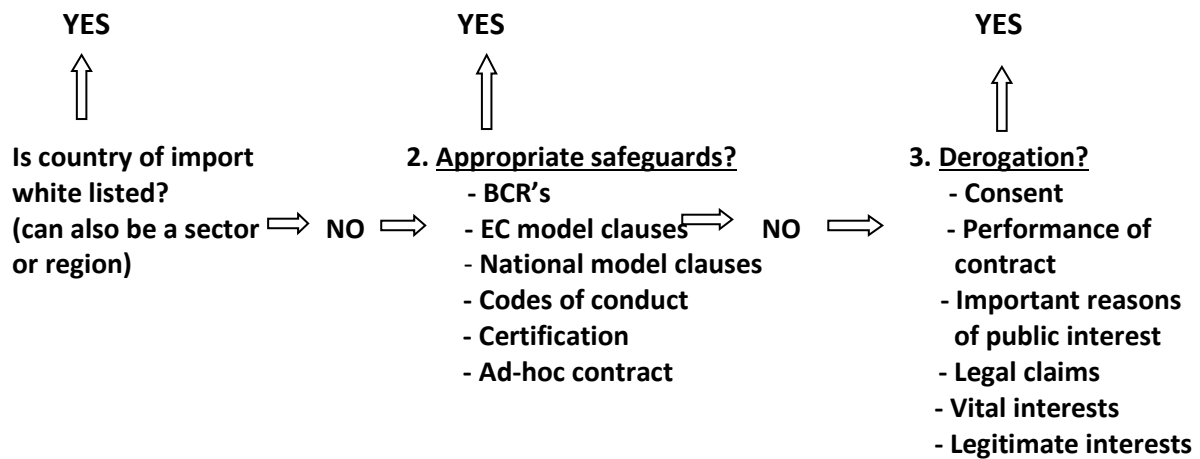 YES
YES
YES
Is country of import
white listed?
(can also be a sector
or region)
NO
2. Appropriate safeguards?
- BCR's
- EC model clauses
- National model clauses
- Codes of conduct
- Certification
- Ad-hoc contract
NO
3. Derogation?
- Consent
- Performance of
contract
- Important reasons
of public interest
- Legal claims
- Vital interests
- Legitimate interests